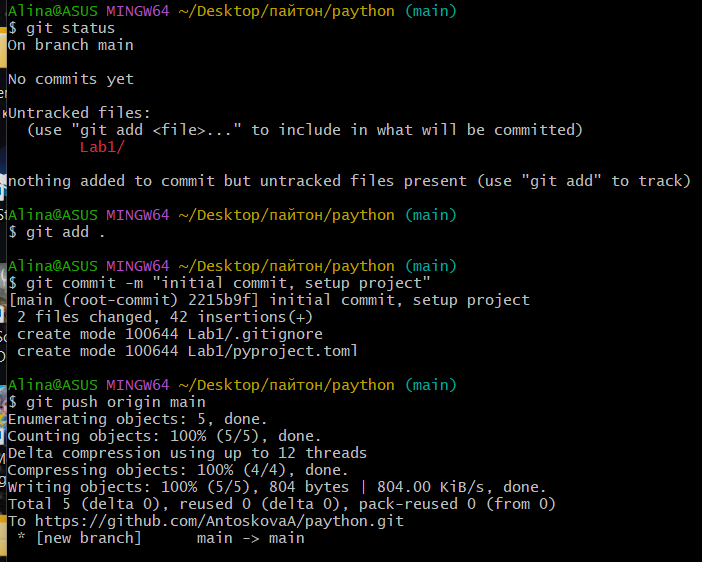 Alina@ASUS MINGW64 ~/Desktop/пайтон/paython (main)
$ git status
On branch main

No commits yet

Untracked files:
  (use "git add <file>..." to include in what will be committed)
        Lab1/

nothing added to commit but untracked files present (use "git add" to track)

Alina@ASUS MINGW64 ~/Desktop/пайтон/paython (main)
$ git add .

Alina@ASUS MINGW64 ~/Desktop/пайтон/paython (main)
$ git commit -m "initial commit, setup project"
[main (root-commit) 2215b9f] initial commit, setup project
 2 files changed, 42 insertions(+)
 create mode 100644 Lab1/.gitignore
 create mode 100644 Lab1/pyproject.toml

Alina@ASUS MINGW64 ~/Desktop/пайтон/paython (main)
$ git push origin main
Enumerating objects: 5, done.
Counting objects: 100% (5/5), done.
Delta compression using up to 12 threads
Compressing objects: 100% (4/4), done.
Writing objects: 100% (5/5), 804 bytes | 804.00 KiB/s, done.
Total 5 (delta 0), reused 0 (delta 0), pack-reused 0 (from 0)
To https://github.com/AntoskovaA/paython.git
 * [new branch]      main -> main